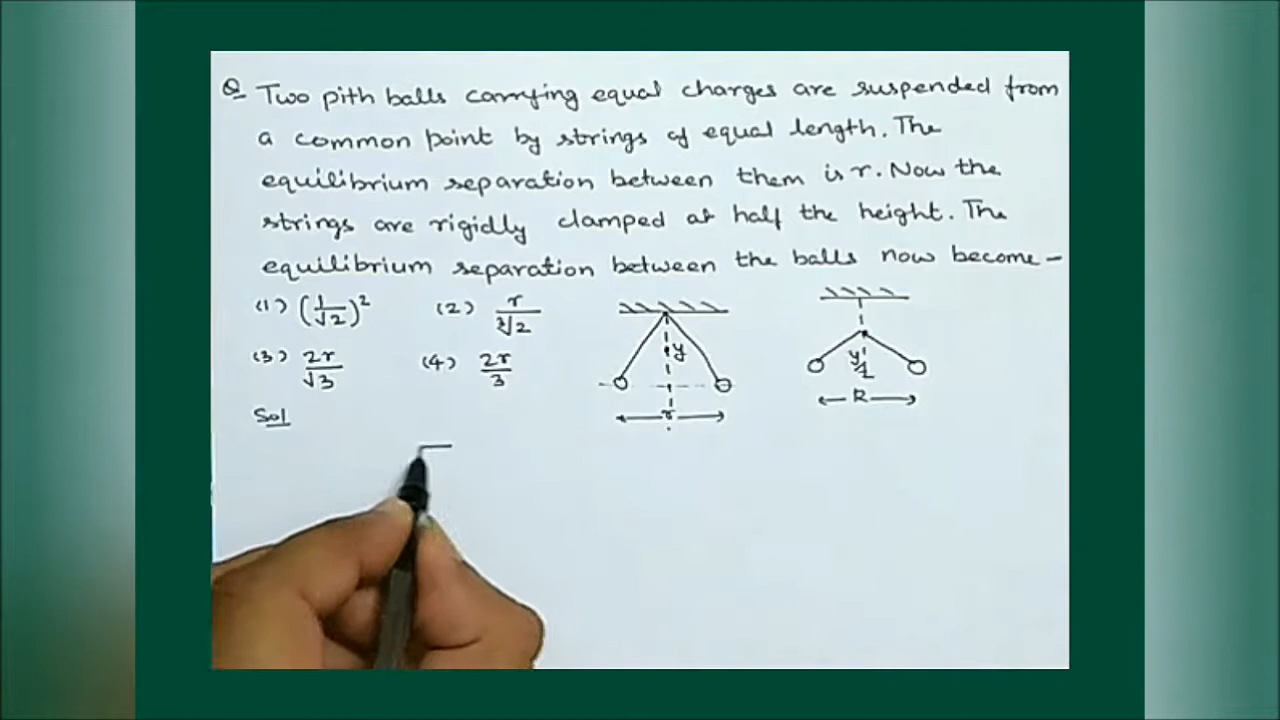 Q Two pith balls carrying equal charges are suspended from
a common point by strings of equal length. The
equilibrium separation between them is r. Now the
strings are rigidly clamped at half the height. The
equilibrium separation between the balls now become –
(1) (1/√2)²  (2) r/∛2
(3) 2r/√3  (4) 2r/3
y
r
y/2
R
Sol